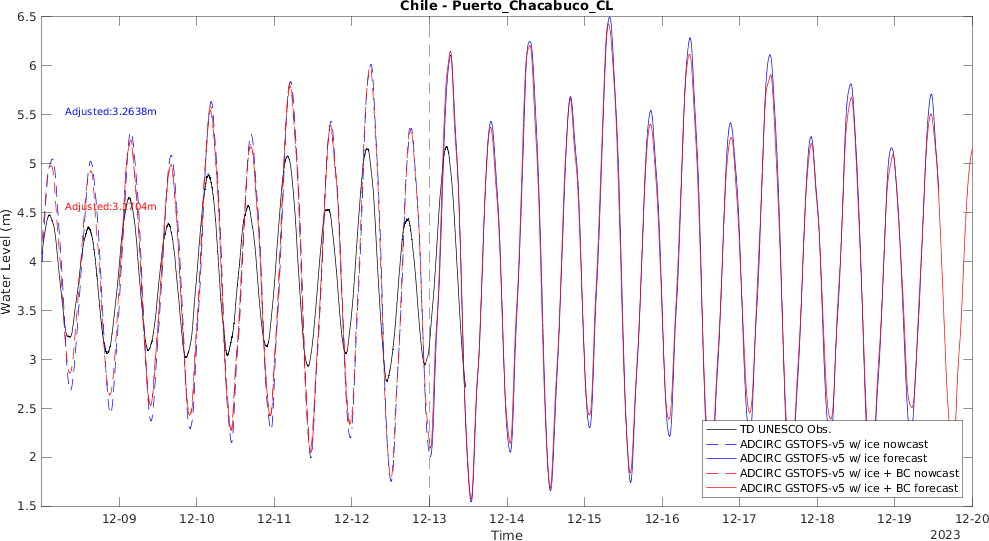 Chile - Puerto_Chacabuco_CL
6.5
6
5.5
5
4.5
4
3.5
3
2.5
2
1.5
Water Level (m)
Adjusted:3.2638m
TD UNESCO Obs.
ADCIRC GSTOFS-v5 w/ ice nowcast
ADCIRC GSTOFS-v5 w/ ice forecast
ADCIRC GSTOFS-v5 w/ ice + BC nowcast
ADCIRC GSTOFS-v5 w/ ice + BC forecast
12-09 12-10 12-11 12-12 12-13 12-14 12-15 12-16 12-17 12-18 12-19 12-20
Time
2023